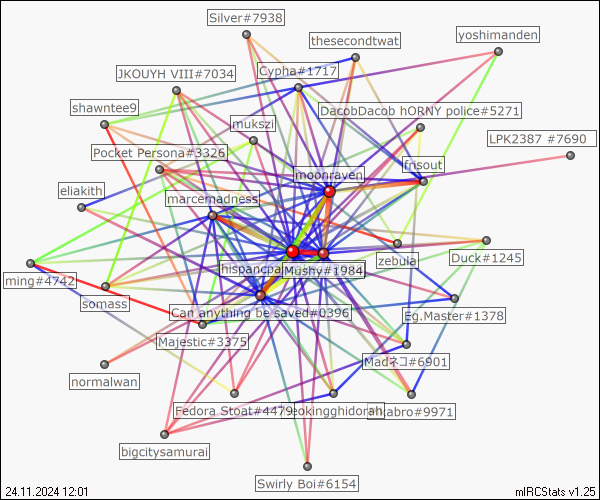 Silver#7938
thesecondtwat
yoshimanden
JKOUYH VIII#7034
Cypha#1717
shawntee9
DacobDacob hORNY police#5271
mukszi
LPK2387 #7690
Pocket Persona#3326
frisout
moonraven
eliakith
marcemadness
zebula
Duck#1245
hispancpa
Mushy#1984
ming#4742
somass
Can anything be saved#0396
Eg.Master#1378
Majestic#3375
Madネコ#6901
normalwan
Fedora Stoat#4479
eokingghidorah
abro#9971
bigcitysamurai
Swirly Boi#6154
24.11.2024 12:01
mIRCStats v1.25